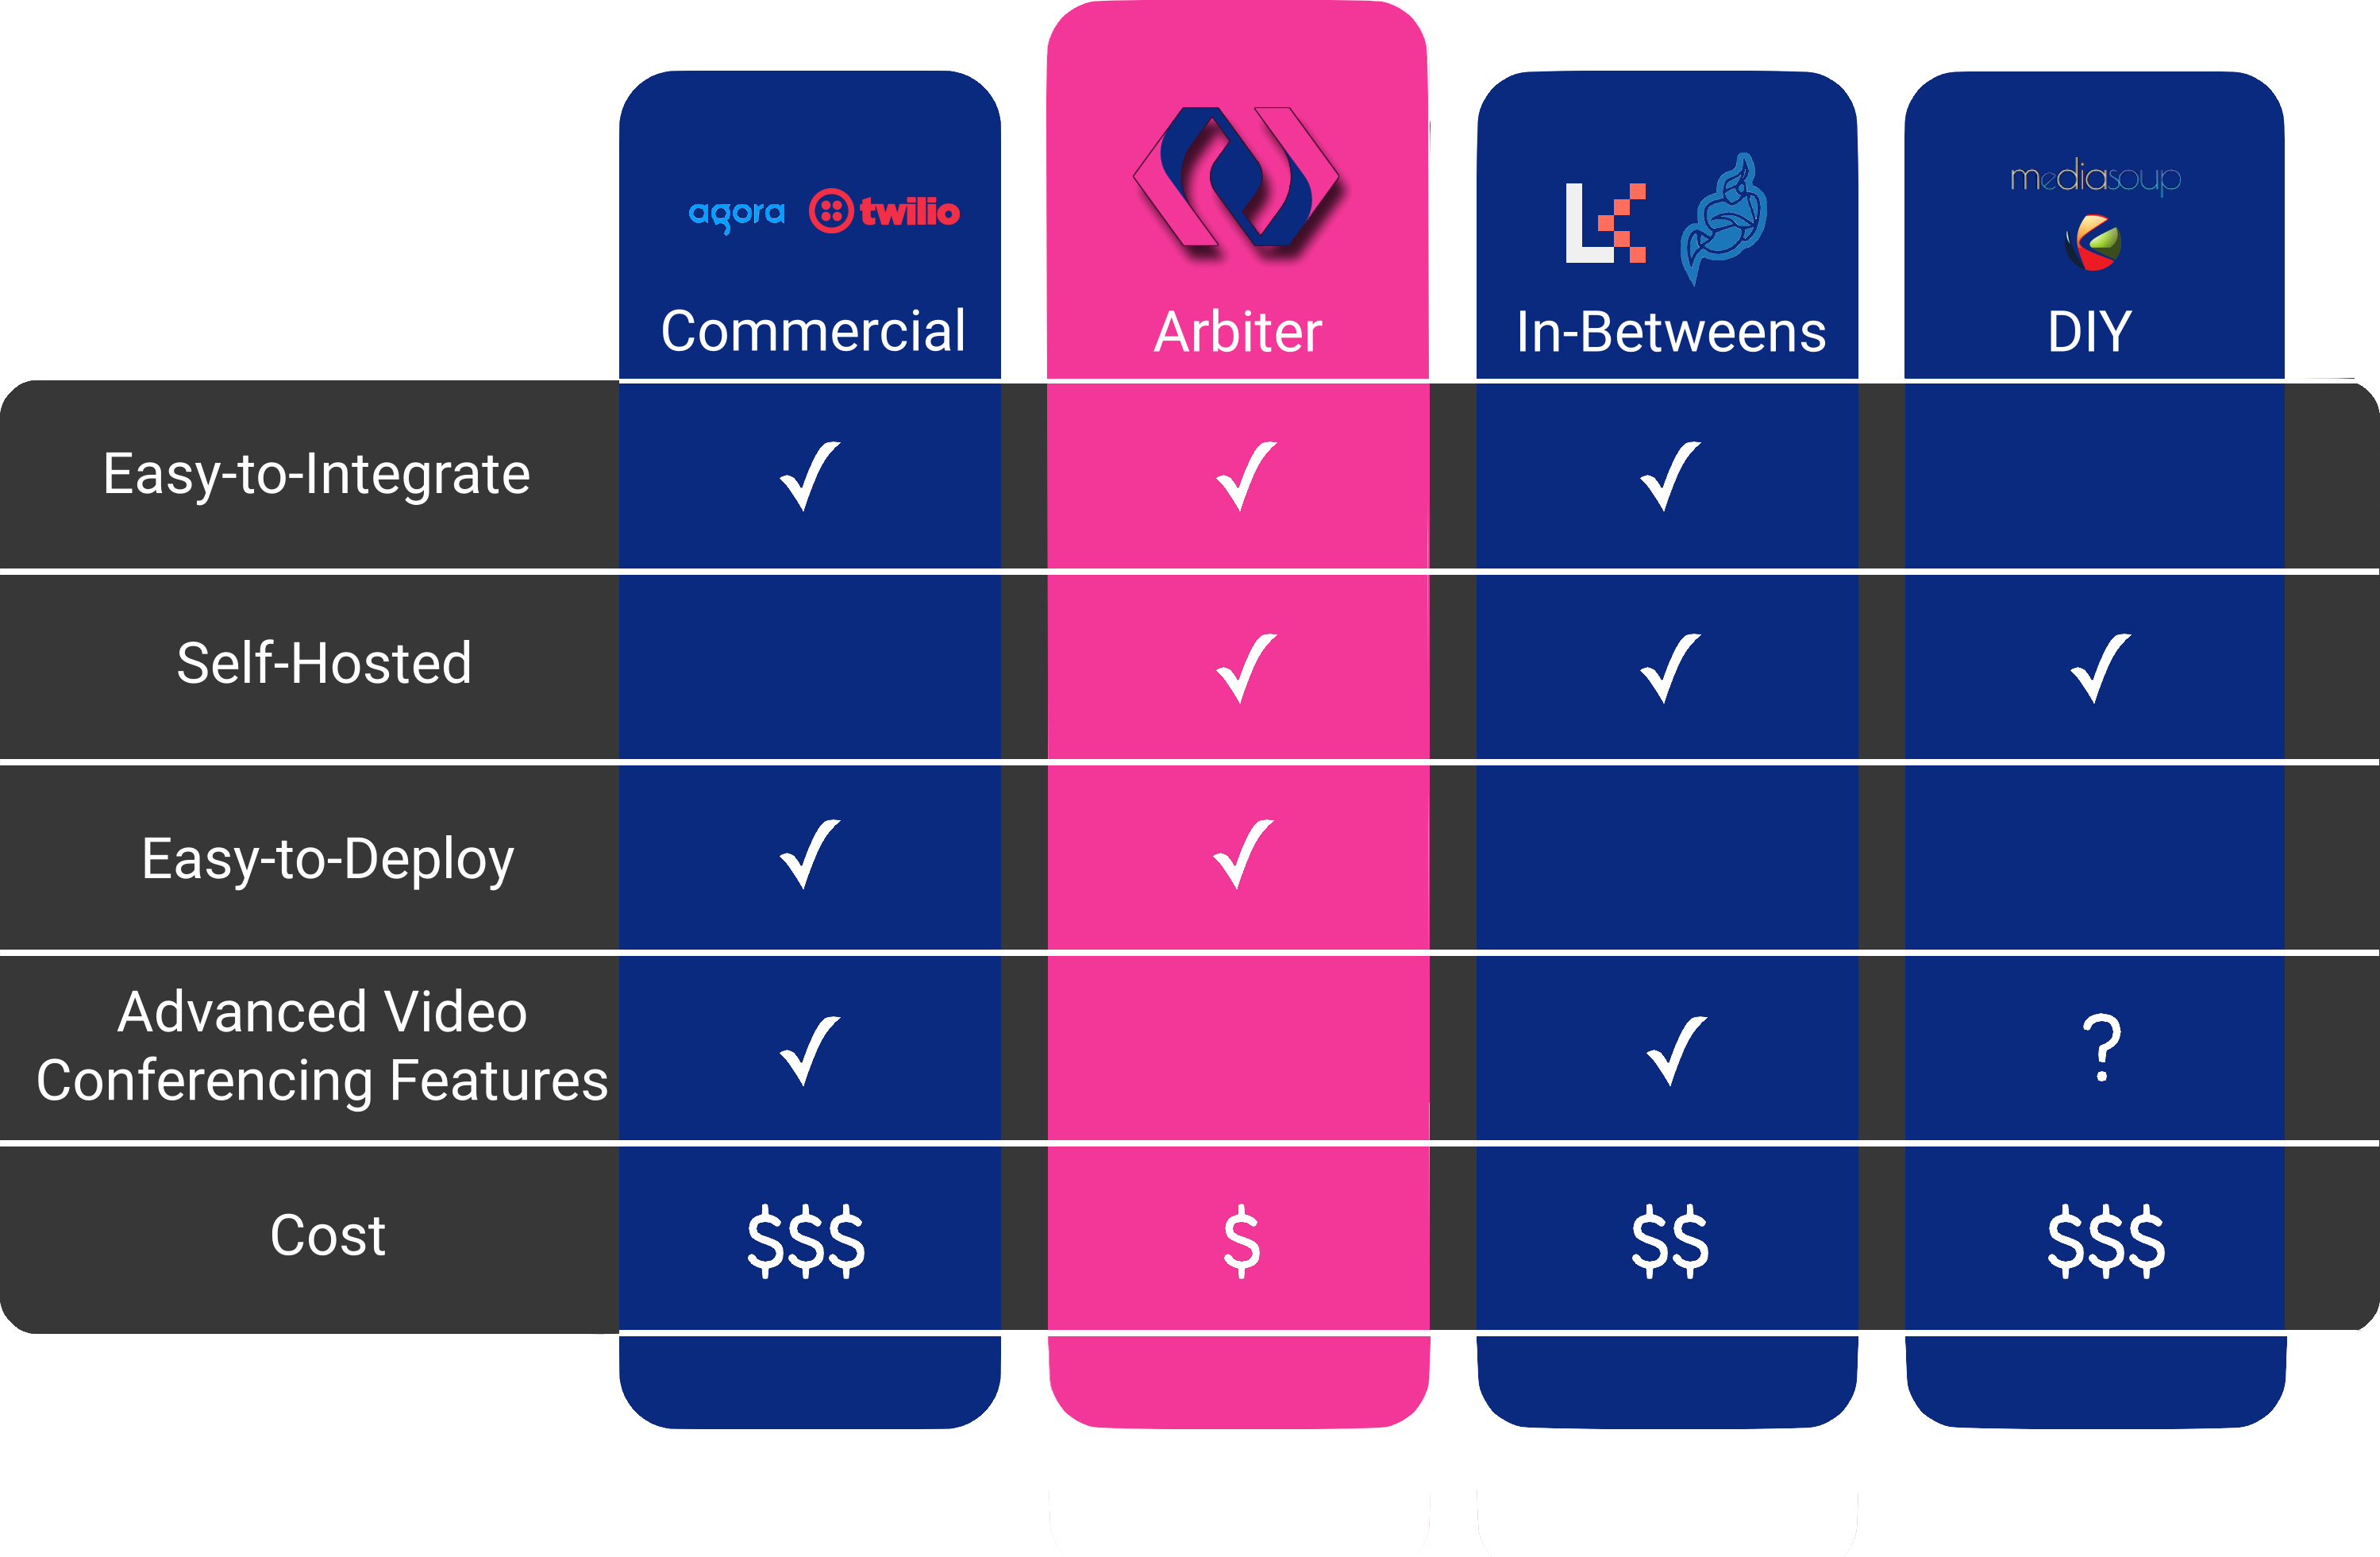 mediasoup
agora twilio
Commercial Arbiter In-Betweens DIY
Easy-to-Integrate ✓ ✓ ✓
Self-Hosted ✓ ✓ ✓
Easy-to-Deploy ✓ ✓
Advanced Video
Conferencing Features ✓ ✓ ?
Cost $$$ $ $$ $$$